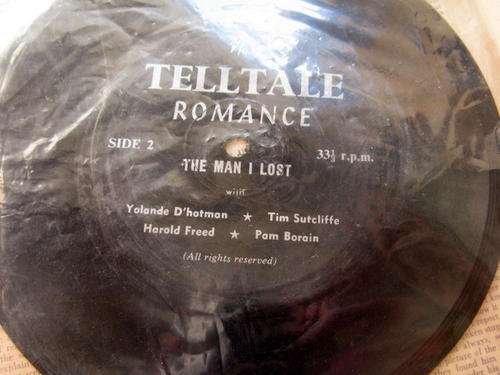 TELLTALE
ROMANCE
SIDE 2
33⅓ r.p.m.
THE MAN I LOST
with
Yolande D'hotman ★ Tim Sutcliffe
Harold Freed ★ Pam Borain
(All rights reserved)